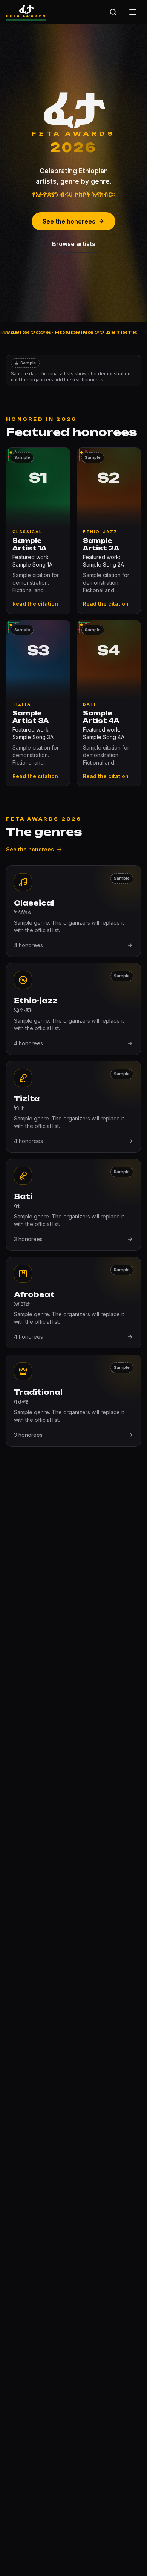 ፊታ
FETA AWARDS
ፊታ
FETA AWARDS
2026
Celebrating Ethiopian
artists, genre by genre.
See the honorees →
Browse artists
WARDS 2026 · HONORING 22 ARTISTS
Sample
Sample data: fictional artists shown for demonstration
until the organizers add the real honorees.
HONORED IN 2026
Featured honorees
Sample
S1
CLASSICAL
Sample
Artist 1A
Featured work:
Sample Song 1A
Sample citation for
demonstration.
Fictional and...
Read the citation
Sample
S2
ETHIO-JAZZ
Sample
Artist 2A
Featured work:
Sample Song 2A
Sample citation for
demonstration.
Fictional and...
Read the citation
Sample
S3
TIZITA
Sample
Artist 3A
Featured work:
Sample Song 3A
Sample citation for
demonstration.
Fictional and...
Read the citation
Sample
S4
BATI
Sample
Artist 4A
Featured work:
Sample Song 4A
Sample citation for
demonstration.
Fictional and...
Read the citation
FETA AWARDS 2026
The genres
See the honorees →
Sample
Classical
ክላሲካል
Sample genre. The organizers will replace it
with the official list.
4 honorees →
Sample
Ethio-jazz
ኢትዮ-ጃዝ
Sample genre. The organizers will replace it
with the official list.
4 honorees →
Sample
Tizita
ትዝታ
Sample genre. The organizers will replace it
with the official list.
4 honorees →
Sample
Bati
ባቲ
Sample genre. The organizers will replace it
with the official list.
3 honorees →
Sample
Afrobeat
አፍሮቢት
Sample genre. The organizers will replace it
with the official list.
4 honorees →
Sample
Traditional
ባህላዊ
Sample genre. The organizers will replace it
with the official list.
3 honorees →